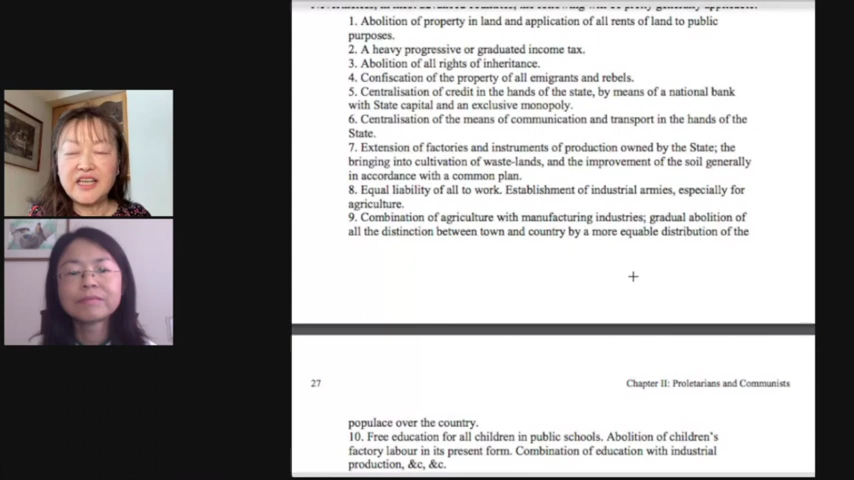 1. Abolition of property in land and application of all rents of land to public
purposes.
2. A heavy progressive or graduated income tax.
3. Abolition of all rights of inheritance.
4. Confiscation of the property of all emigrants and rebels.
5. Centralisation of credit in the hands of the state, by means of a national bank
with State capital and an exclusive monopoly.
6. Centralisation of the means of communication and transport in the hands of the
State.
7. Extension of factories and instruments of production owned by the State; the
bringing into cultivation of waste-lands, and the improvement of the soil generally
in accordance with a common plan.
8. Equal liability of all to work. Establishment of industrial armies, especially for
agriculture.
9. Combination of agriculture with manufacturing industries; gradual abolition of
all the distinction between town and country by a more equable distribution of the
27 Chapter II: Proletarians and Communists
populace over the country.
10. Free education for all children in public schools. Abolition of children's
factory labour in its present form. Combination of education with industrial
production, &c, &c.